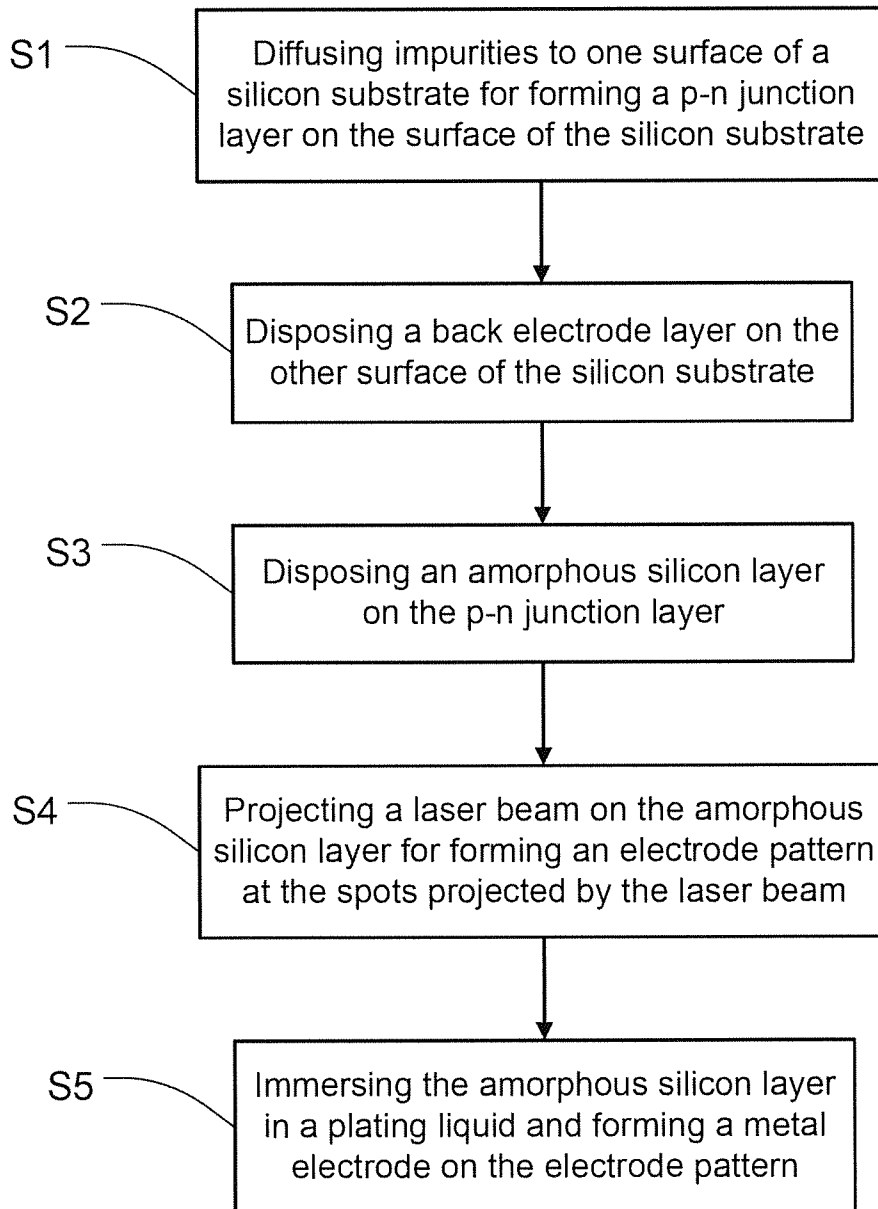 S1
Diffusing impurities to one surface of a
silicon substrate for forming a p-n junction
layer on the surface of the silicon substrate
S2
Disposing a back electrode layer on the
other surface of the silicon substrate
S3
Disposing an amorphous silicon layer
on the p-n junction layer
S4
Projecting a laser beam on the amorphous
silicon layer for forming an electrode pattern
at the spots projected by the laser beam
S5
Immersing the amorphous silicon layer
in a plating liquid and forming a metal
electrode on the electrode pattern